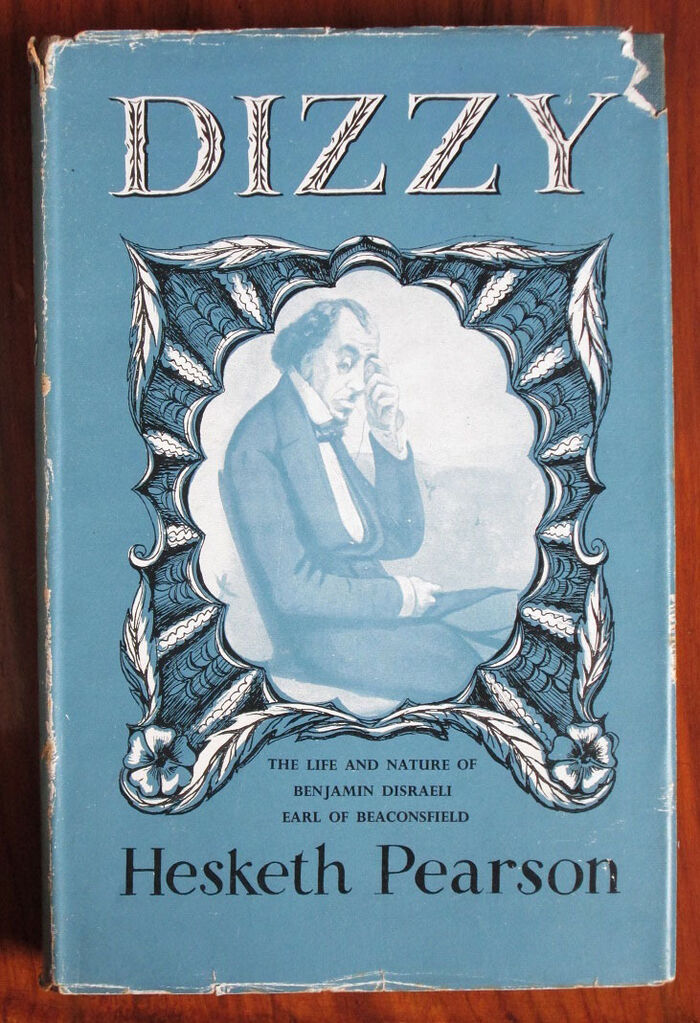 DIZZY
THE LIFE AND NATURE OF
BENJAMIN DISRAELI
EARL OF BEACONSFIELD
Hesketh Pearson